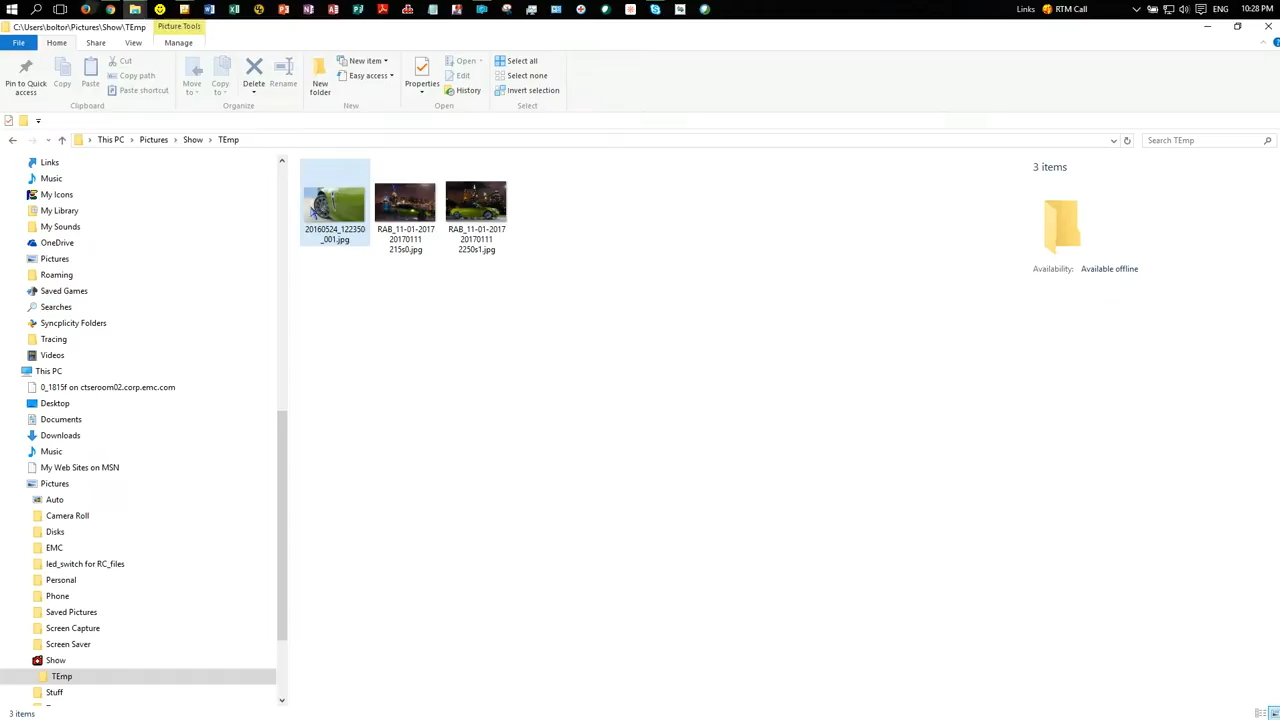 Links
RTM Call
ENG
10:28 PM
C:\Users\boltor\Pictures\Show\TEmp
Picture Tools
File
Home
Share
View
Manage
Pin to Quick access
Copy
Paste
Cut
Copy path
Paste shortcut
Clipboard
Move to
Copy to
Delete
Rename
Organize
New folder
New item
Easy access
New
Properties
Open
Edit
History
Open
Select all
Select none
Invert selection
Select
This PC
Pictures
Show
TEmp
Search TEmp
Links
Music
My Icons
My Library
My Sounds
OneDrive
Pictures
Roaming
Saved Games
Searches
Syncplicity Folders
Tracing
Videos
This PC
0_1815f on ctseroom02.corp.emc.com
Desktop
Documents
Downloads
Music
My Web Sites on MSN
Pictures
Auto
Camera Roll
Disks
EMC
led_switch for RC_files
Personal
Phone
Saved Pictures
Screen Capture
Screen Saver
Show
TEmp
Stuff
20160524_122350
_001.jpg
RAB_11-01-2017
20170111
215s0.jpg
RAB_11-01-2017
20170111
2250s1.jpg
3 items
Availability: Available offline
3 items